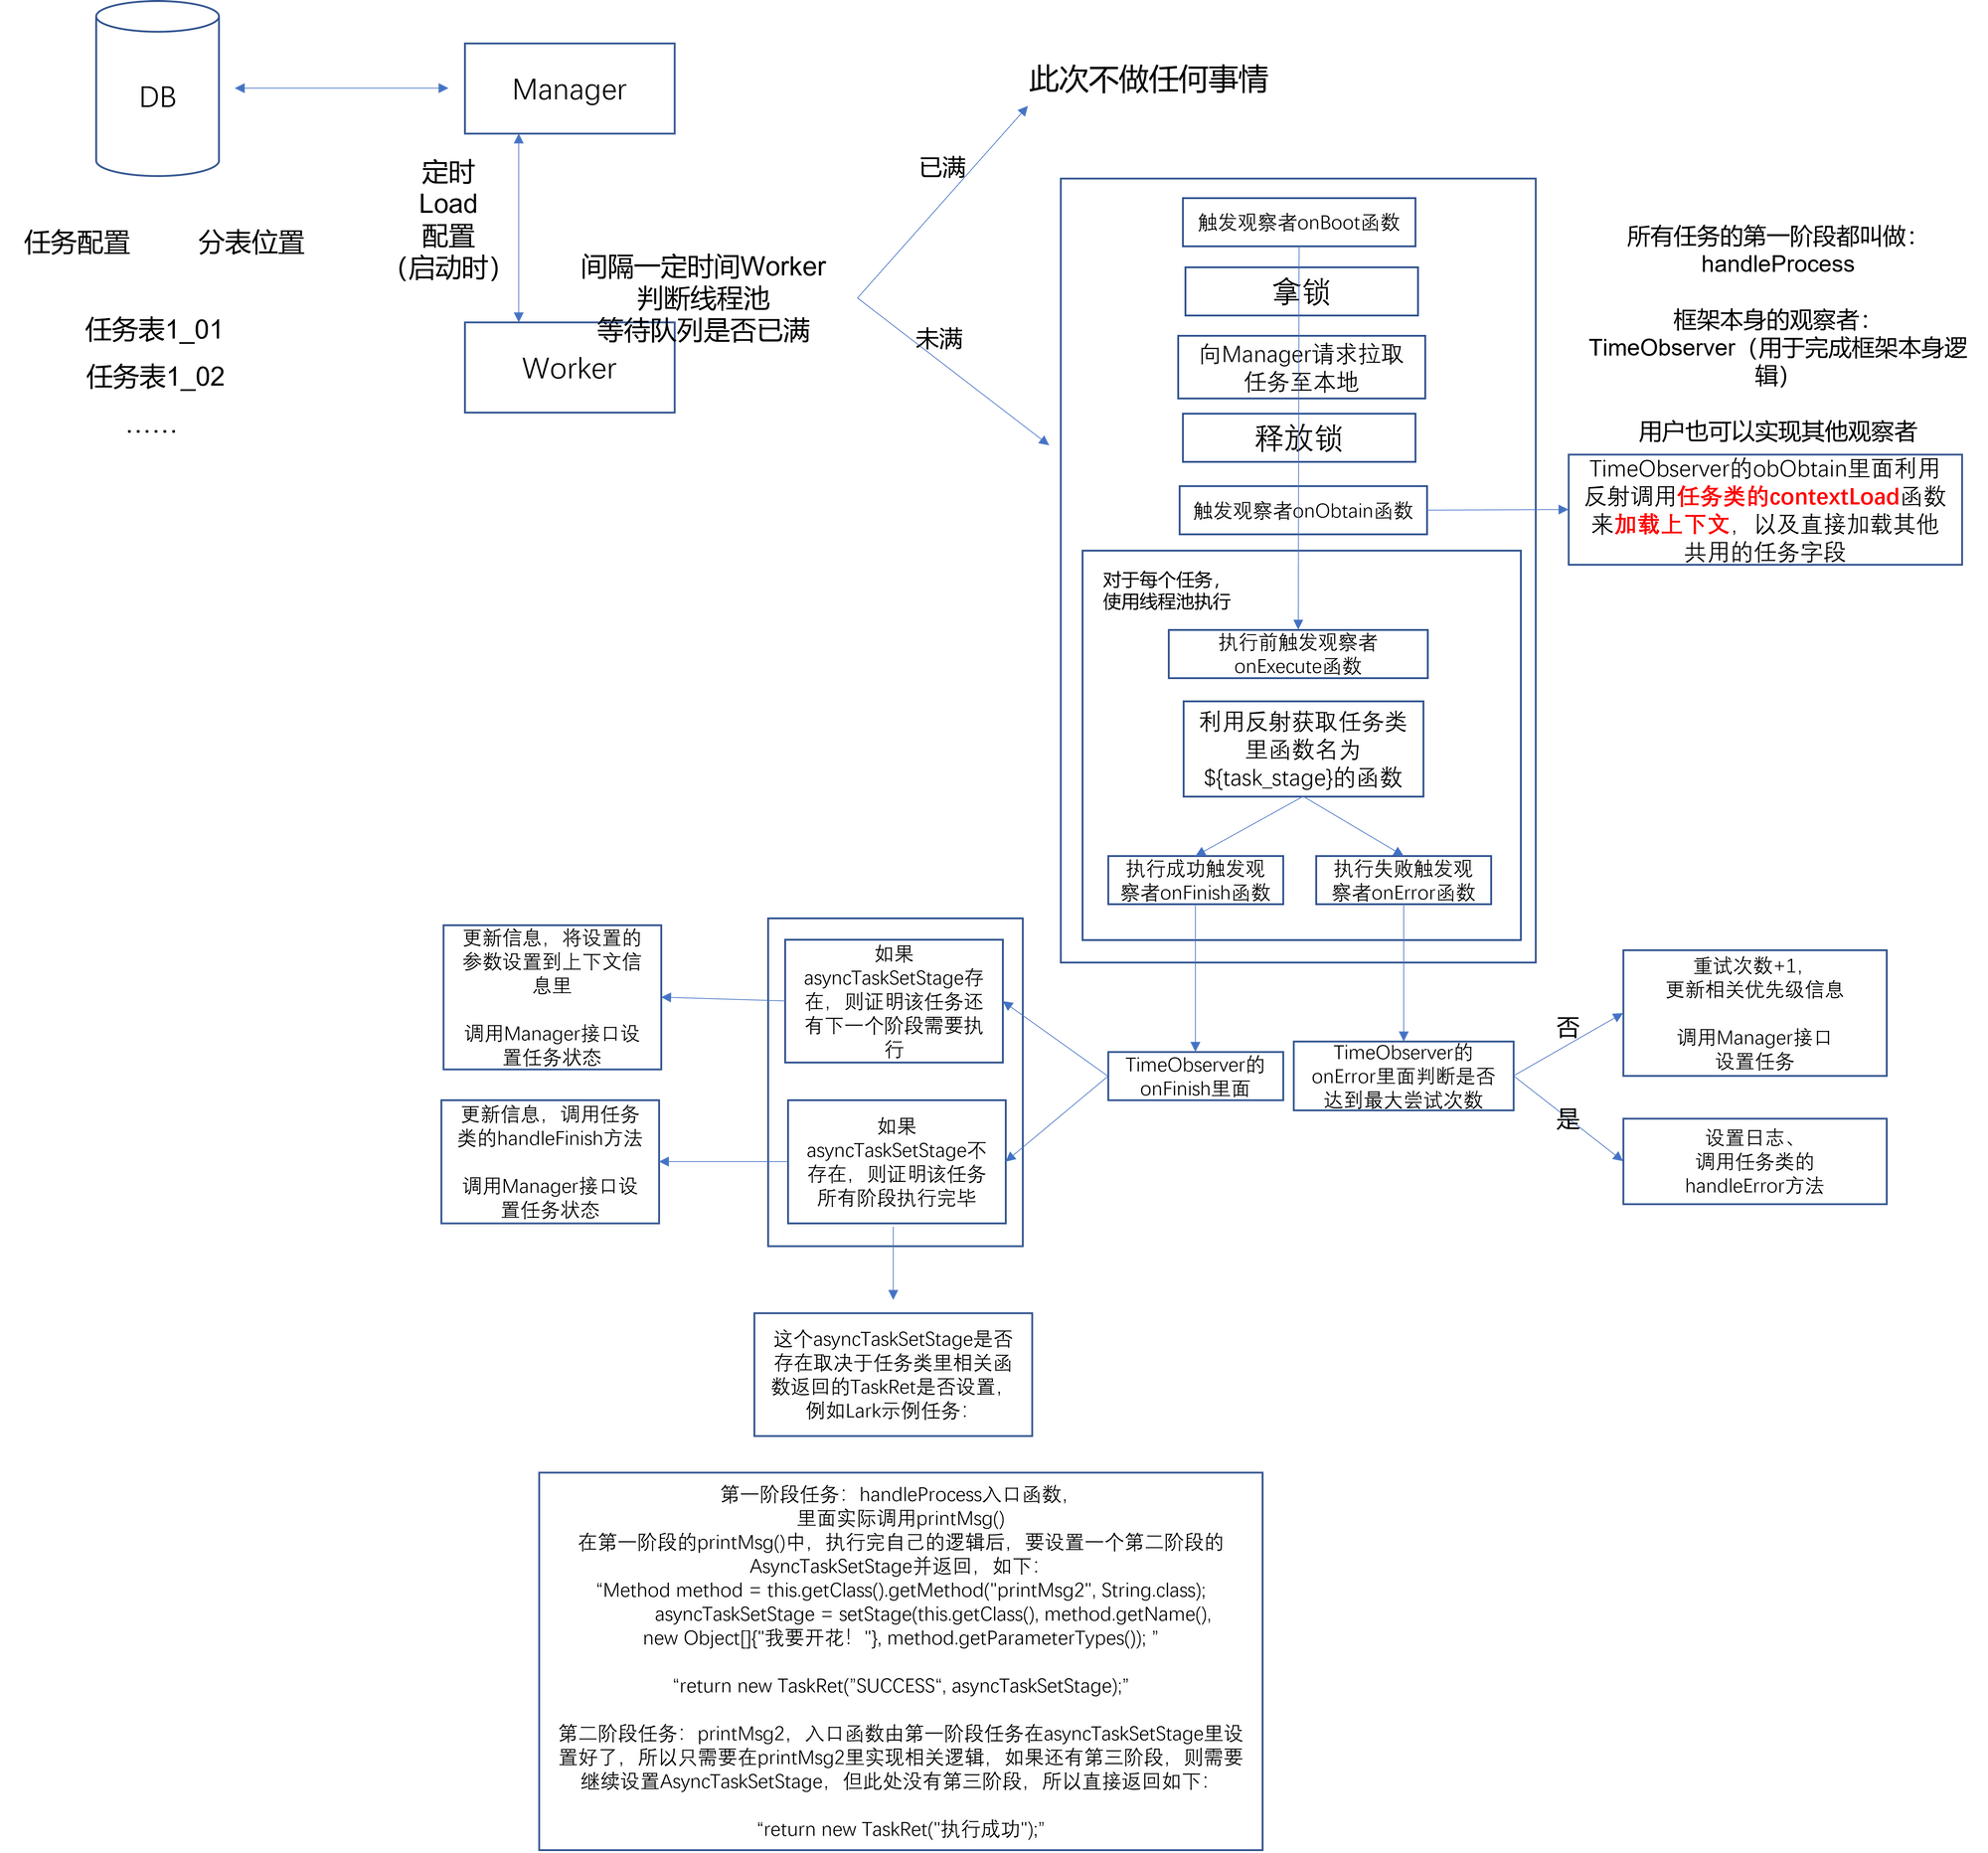 DB
Manager
定时
Load
配置
（启动时）
任务配置
分表位置
任务表1_01
任务表1_02
……
Worker
间隔一定时间Worker
判断线程池
等待队列是否已满
已满
此次不做任何事情
未满
触发观察者onBoot函数
拿锁
向Manager请求拉取
任务至本地
释放锁
触发观察者onObtain函数
所有任务的第一阶段都叫做：
handleProcess
框架本身的观察者：
TimeObserver（用于完成框架本身逻
辑）
用户也可以实现其他观察者
TimeObserver的obObtain里面利用
反射调用任务类的contextLoad函数
来加载上下文，以及直接加载其他
共用的任务字段
对于每个任务，
使用线程池执行
执行前触发观察者
onExecute函数
利用反射获取任务类
里函数名为
${task_stage}的函数
执行成功触发观
察者onFinish函数
执行失败触发观
察者onError函数
TimeObserver的
onFinish里面
TimeObserver的
onError里面判断是否
达到最大尝试次数
否
重试次数+1,
更新相关优先级信息
调用Manager接口
设置任务
是
设置日志、
调用任务类的
handleError方法
如果
asyncTaskSetStage存
在，则证明该任务还
有下一个阶段需要执
行
更新信息，将设置的
参数设置到上下文信
息里
调用Manager接口设
置任务状态
如果
asyncTaskSetStage不
存在，则证明该任务
所有阶段执行完毕
更新信息，调用任务
类的handleFinish方法
调用Manager接口设
置任务状态
这个asyncTaskSetStage是否
存在取决于任务类里相关函
数返回的TaskRet是否设置，
例如Lark示例任务：
第一阶段任务：handleProcess入口函数，
里面实际调用printMsg()
在第一阶段的printMsg()中，执行完自己的逻辑后，要设置一个第二阶段的
AsyncTaskSetStage并返回，如下：
“Method method = this.getClass().getMethod("printMsg2", String.class);
asyncTaskSetStage = setStage(this.getClass(), method.getName(),
new Object[]{"我要开花！"}, method.getParameterTypes()); ”
“return new TaskRet(”SUCCESS“, asyncTaskSetStage);”
第二阶段任务：printMsg2，入口函数由第一阶段任务在asyncTaskSetStage里设
置好了，所以只需要在printMsg2里实现相关逻辑，如果还有第三阶段，则需要
继续设置AsyncTaskSetStage，但此处没有第三阶段，所以直接返回如下：
“return new TaskRet("执行成功");”